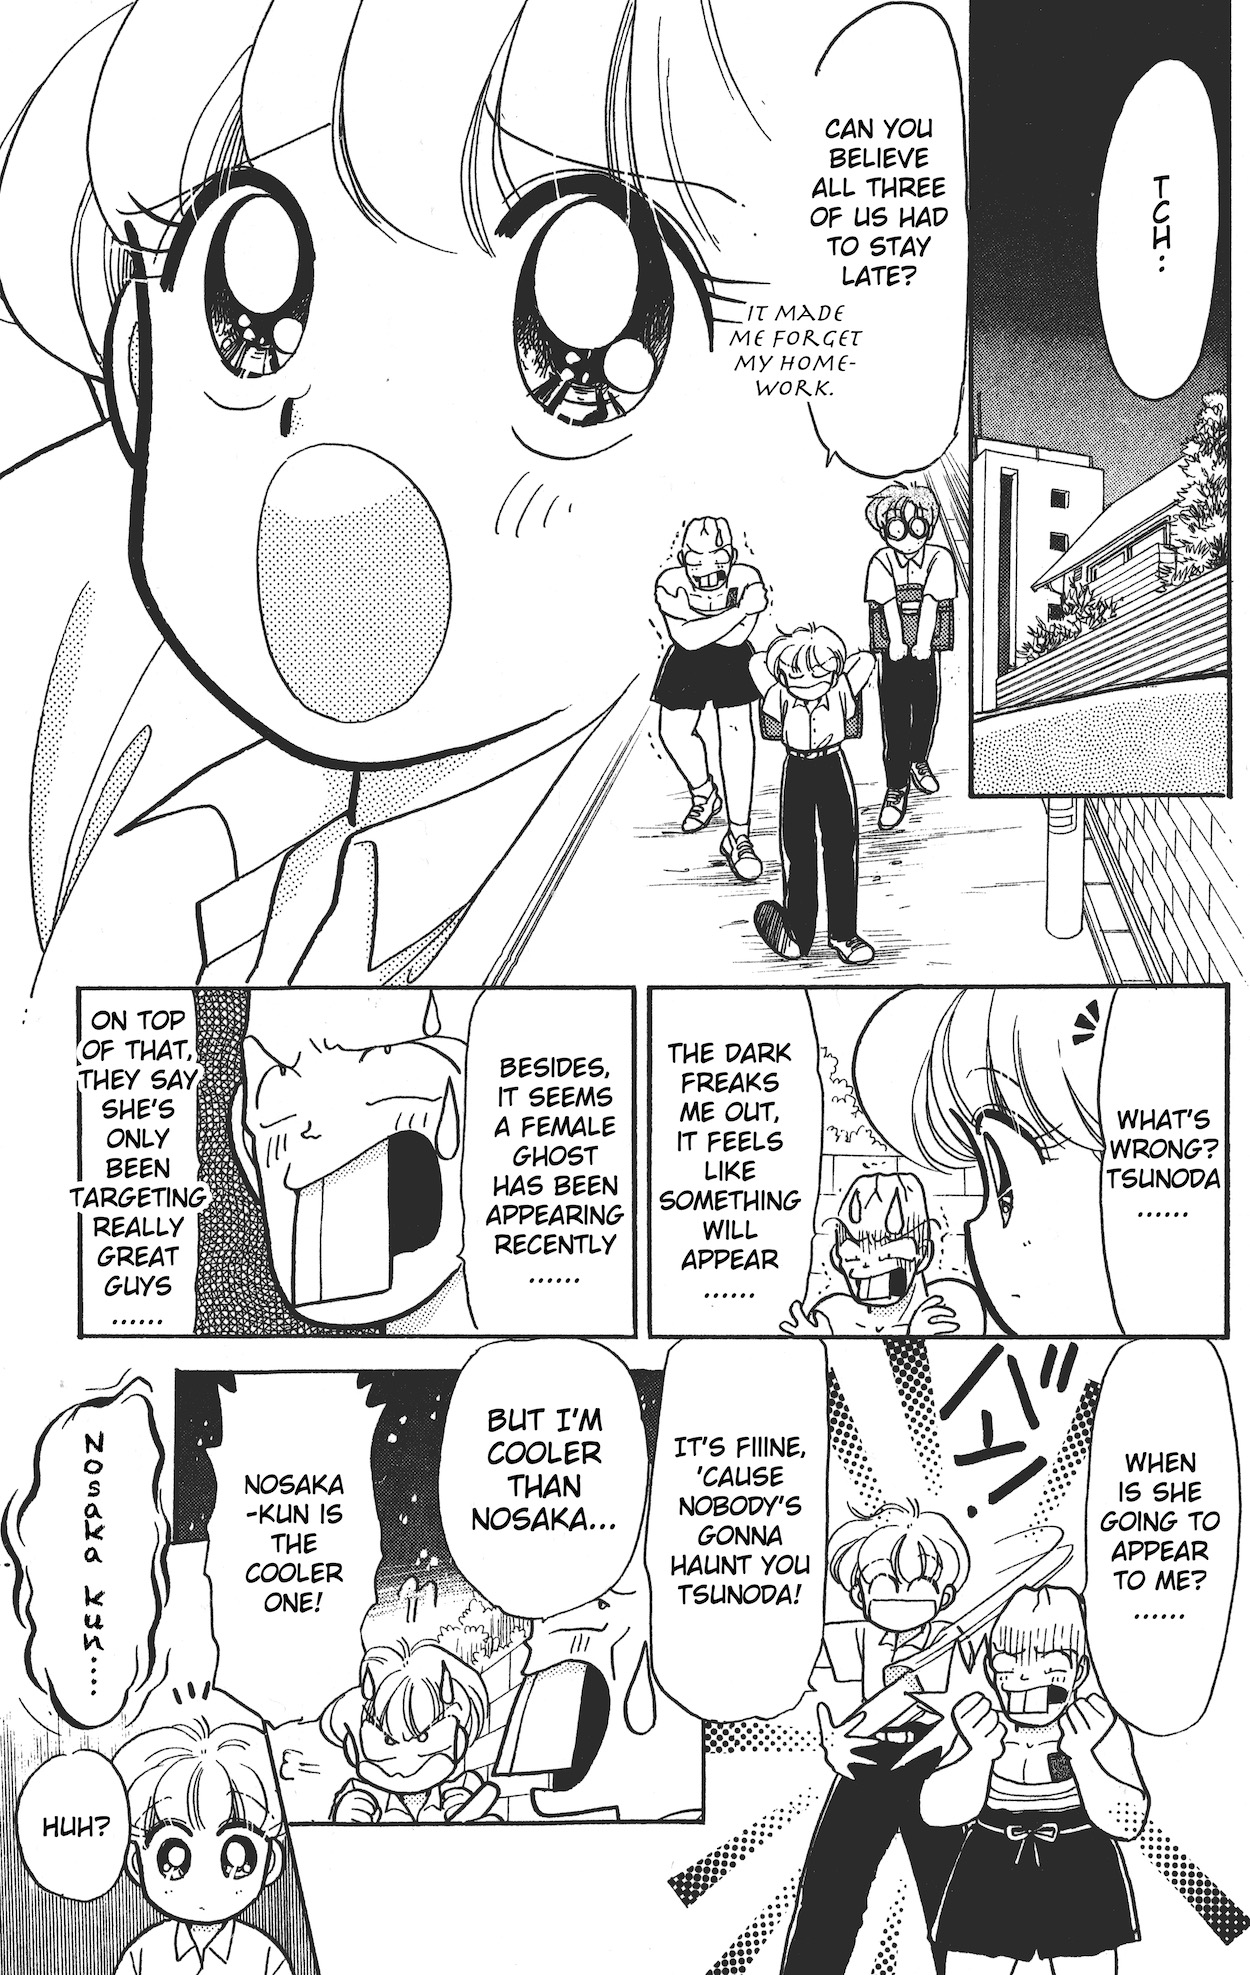 TCH..
CAN YOU
BELIEVE
ALL THREE
OF US HAD
TO STAY
LATE?
IT MADE
ME FORGET
MY HOME-
WORK.
WHAT'S
WRONG?
TSUNODA
......
THE DARK
FREAKS
ME OUT,
IT FEELS
LIKE
SOMETHING
WILL
APPEAR
......
BESIDES,
IT SEEMS
A FEMALE
GHOST
HAS BEEN
APPEARING
RECENTLY
......
ON TOP
OF THAT,
THEY SAY
SHE'S
ONLY
BEEN
TARGETING
REALLY
GREAT
GUYS
......
WHEN
IS SHE
GOING TO
APPEAR
TO ME?
......
バシッ
IT'S FIIINE,
'CAUSE
NOBODY'S
GONNA
HAUNT YOU
TSUNODA!
BUT I'M
COOLER
THAN
NOSAKA...
NOSAKA
-KUN IS
THE
COOLER
ONE!
Nosaka kun....
HUH?